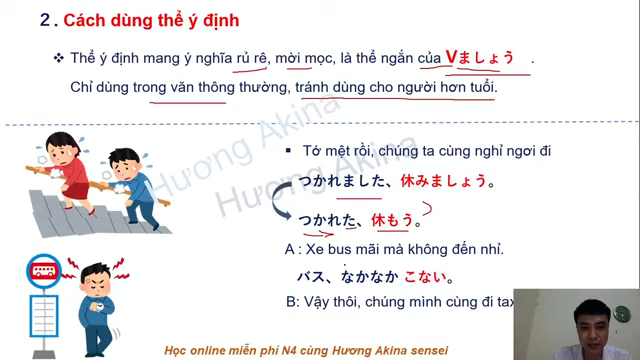 2. Cách dùng thể ý định
❖ Thể ý định mang ý nghĩa rủ rê, mời mọc, là thể ngắn của Vましょう .
Chỉ dùng trong văn thông thường, tránh dùng cho người hơn tuổi.
Hương Akina
Hương Akina
▪ Tớ mệt rồi, chúng ta cùng nghỉ ngơi đi
つかれました、休みましょう。
つかれた、休もう。
A : Xe bus mãi mà không đến nhỉ.
バス、なかなか こない。
B: Vậy thôi, chúng mình cùng đi tax
Học online miễn phí N4 cùng Hương Akina sensei